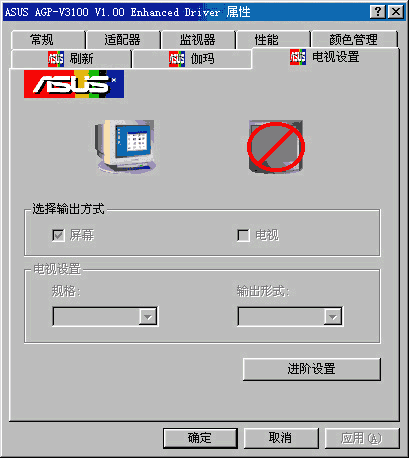 ASUS AGP-V3100 V1.00 Enhanced Driver 属性
常规 适配器 监视器 性能 颜色管理
刷新 伽玛 电视设置
ASUS
选择输出方式
屏幕 电视
电视设置
规格: 输出形式:
进阶设置
确定 取消 应用(A)